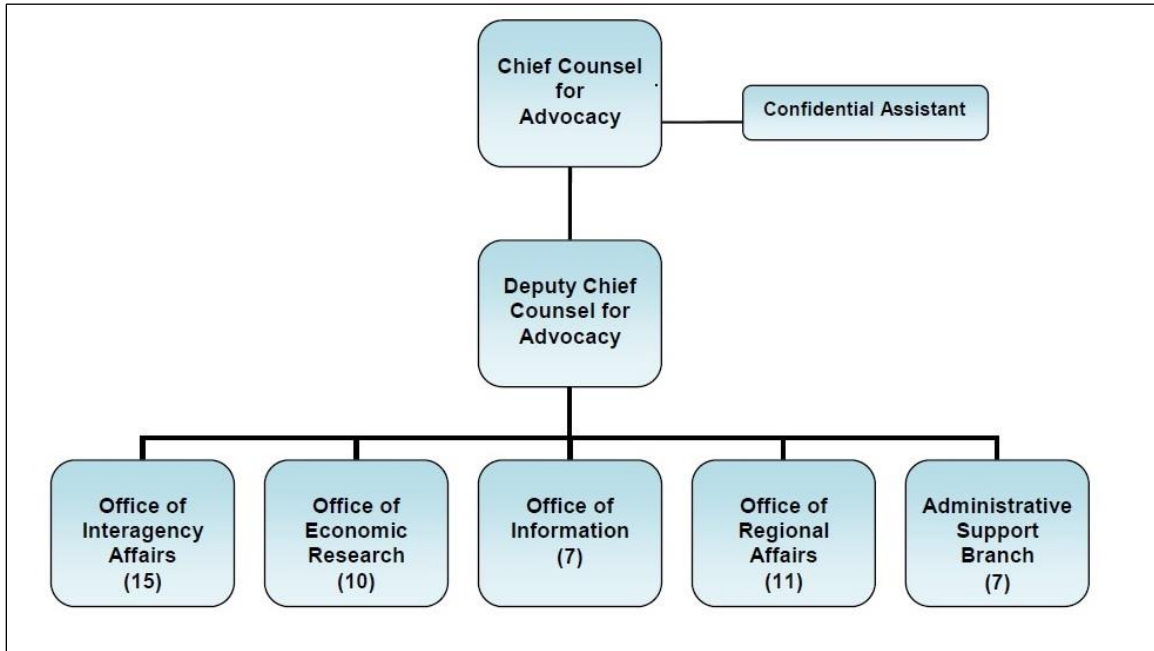 Chief Counsel
for
Advocacy
Confidential Assistant
Deputy Chief
Counsel for
Advocacy
Office of
Interagency
Affairs
(15)
Office of
Economic
Research
(10)
Office of
Information
(7)
Office of
Regional
Affairs
(11)
Administrative
Support
Branch
(7)